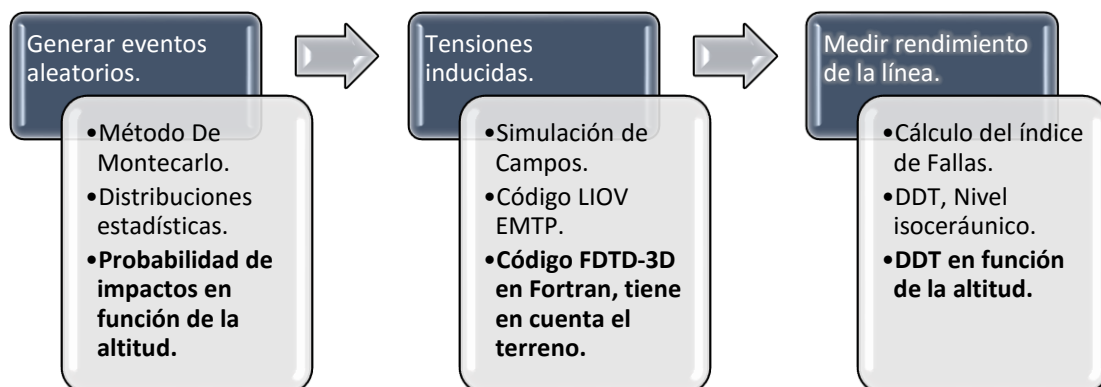 Generar eventos
aleatorios.
•Método De
Montecarlo.
•Distribuciones
estadísticas.
•Probabilidad de
impactos en
función de la
altitud.
Tensiones
inducidas.
•Simulación de
Campos.
•Código LIOV
EMTP.
•Código FDTD-3D
en Fortran, tiene
en cuenta el
terreno.
Medir rendimiento
de la línea.
•Cálculo del índice
de Fallas.
•DDT, Nivel
isoceráunico.
•DDT en función
de la altitud.